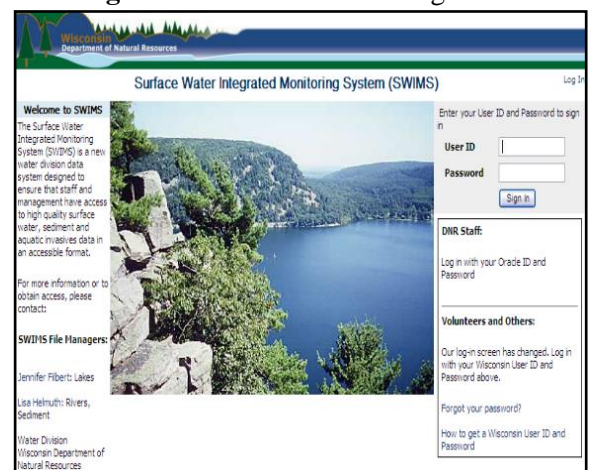 Wisconsin
Department of Natural Resources
Surface Water Integrated Monitoring System (SWIMS)
Log In
Welcome to SWIMS
The Surface Water
Integrated Monitoring
System (SWIMS) is a new
water division data
system designed to
ensure that staff and
management have access
to high quality surface
water, sediment and
aquatic invasives data in
an accessible format.
For more information or to
obtain access, please
contact:
SWIMS File Managers:
Jennifer Filbert: Lakes
Lisa Helmuth: Rivers,
Sediment
Water Division
Wisconsin Department of
Natural Resources
Enter your User ID and Password to sign
in
User ID
Password
Sign In
DNR Staff:
Log in with your Oracle ID and
Password
Volunteers and Others:
Our log-in screen has changed. Log in
with your Wisconsin User ID and
Password above.
Forgot your password?
How to get a Wisconsin User ID and
Password